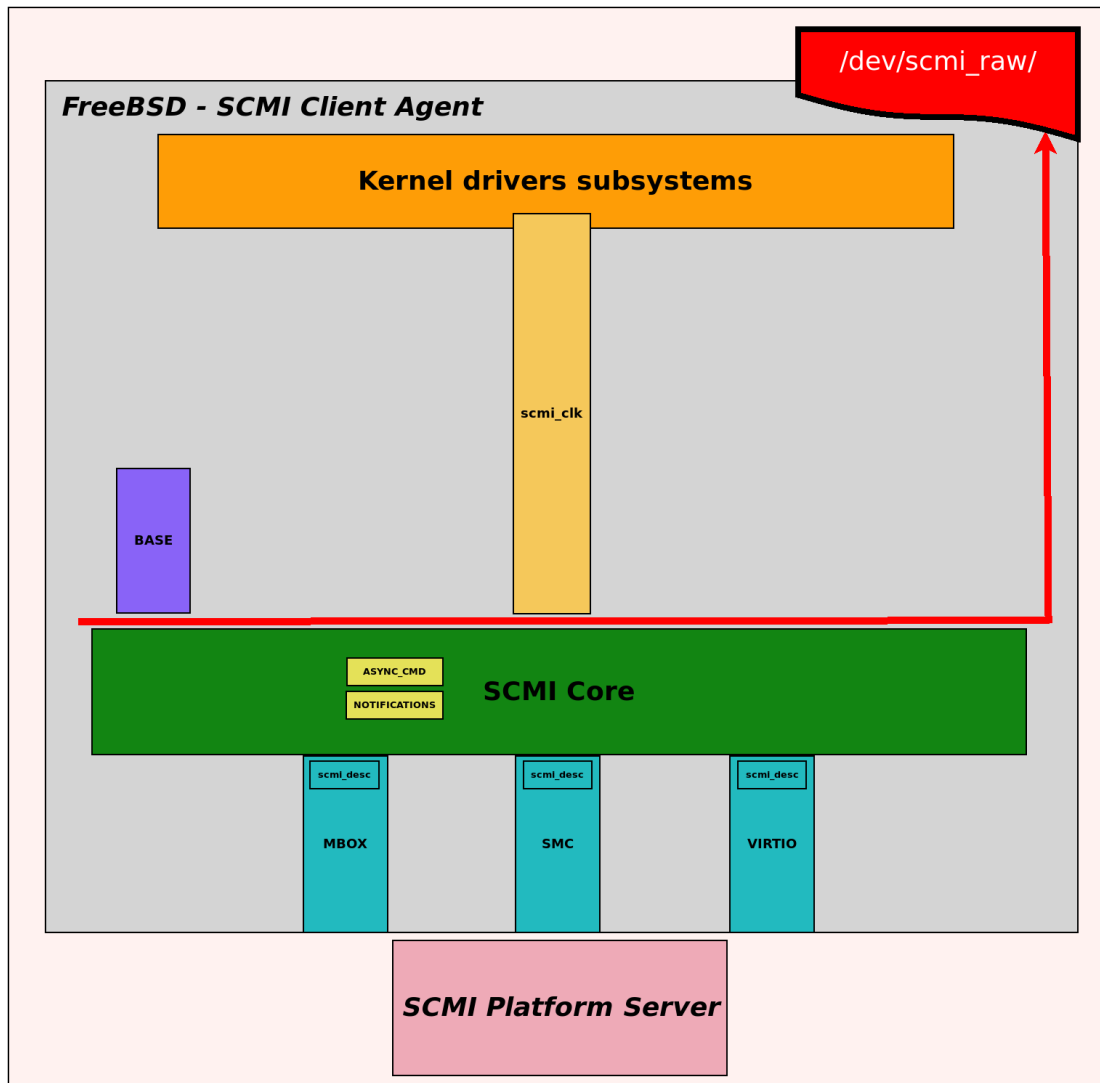 /dev/scmi_raw/
FreeBSD - SCMI Client Agent
Kernel drivers subsystems
scmi_clk
BASE
ASYNC_CMD
SCMI Core
NOTIFICATIONS
scmi_desc
scmi_desc
scmi_desc
MBOX
SMC
VIRTIO
SCMI Platform Server